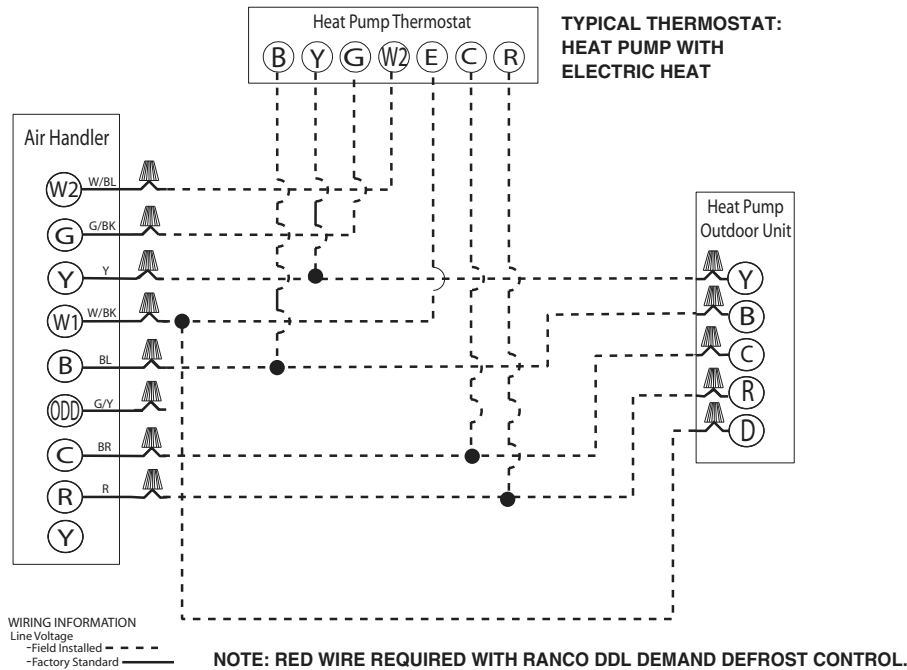 Heat Pump Thermostat
B Y G W2 E C R
TYPICAL THERMOSTAT:
HEAT PUMP WITH
ELECTRIC HEAT
Air Handler
W2 W/BL
G G/BK
Y Y
W1 W/BK
B BL
ODD G/Y
C BR
R R
Y
Heat Pump
Outdoor Unit
Y
B
C
R
D
WIRING INFORMATION
Line Voltage
-Field Installed
-Factory Standard
NOTE: RED WIRE REQUIRED WITH RANCO DDL DEMAND DEFROST CONTROL.